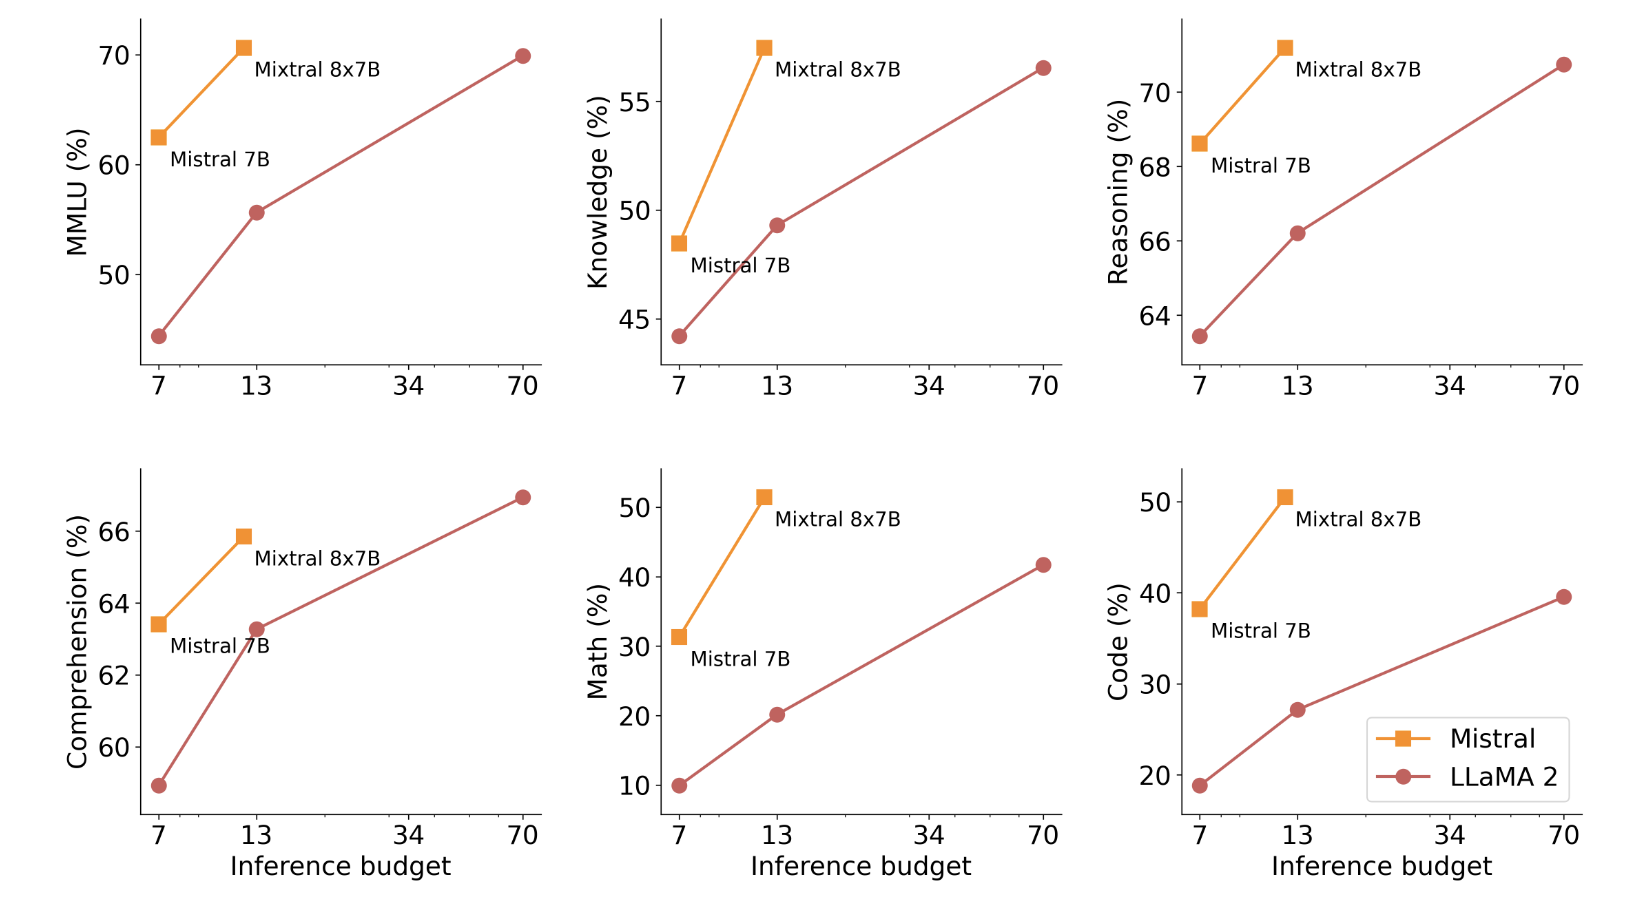 MMLU (%)
70
60
50
Mixtral 8x7B
Mistral 7B
7 13 34 70
Knowledge (%)
55
50
45
Mixtral 8x7B
Mistral 7B
7 13 34 70
Reasoning (%)
70
68
66
64
Mixtral 8x7B
Mistral 7B
7 13 34 70
Comprehension (%)
66
64
62
60
Mixtral 8x7B
Mistral 7B
7 13 34 70
Inference budget
Math (%)
50
40
30
20
10
Mixtral 8x7B
Mistral 7B
7 13 34 70
Inference budget
Code (%)
50
40
30
20
Mixtral 8x7B
Mistral 7B
Mistral
LLaMA 2
7 13 34 70
Inference budget